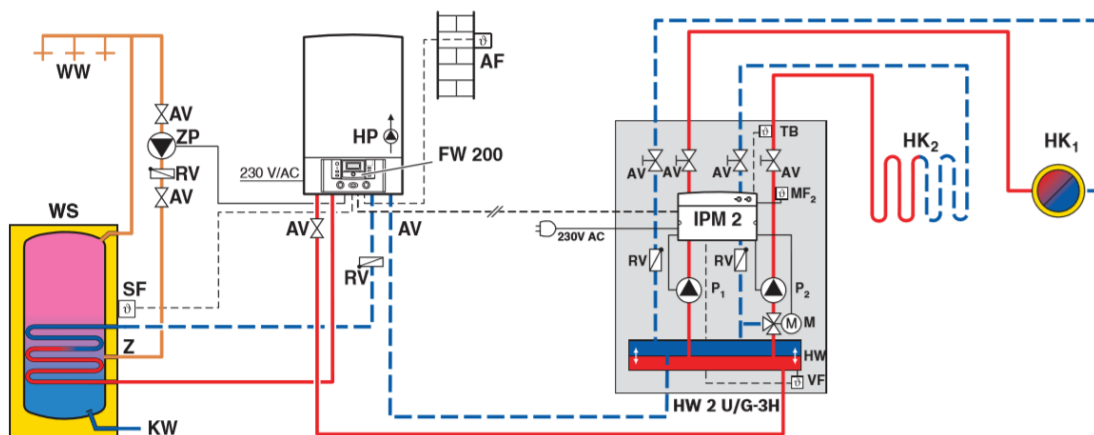 WW
AV
ZP
RV
AV
WS
SF
ϑ
Z
KW
230 V/AC
HP
FW 200
ϑ
AF
AV
AV
RV
230V AC
ϑ
TB
AV
AV
AV
AV
IPM 2
ϑ
MF2
RV
RV
P1
P2
M
M
HW
ϑ
VF
HW 2 U/G-3H
HK2
HK1